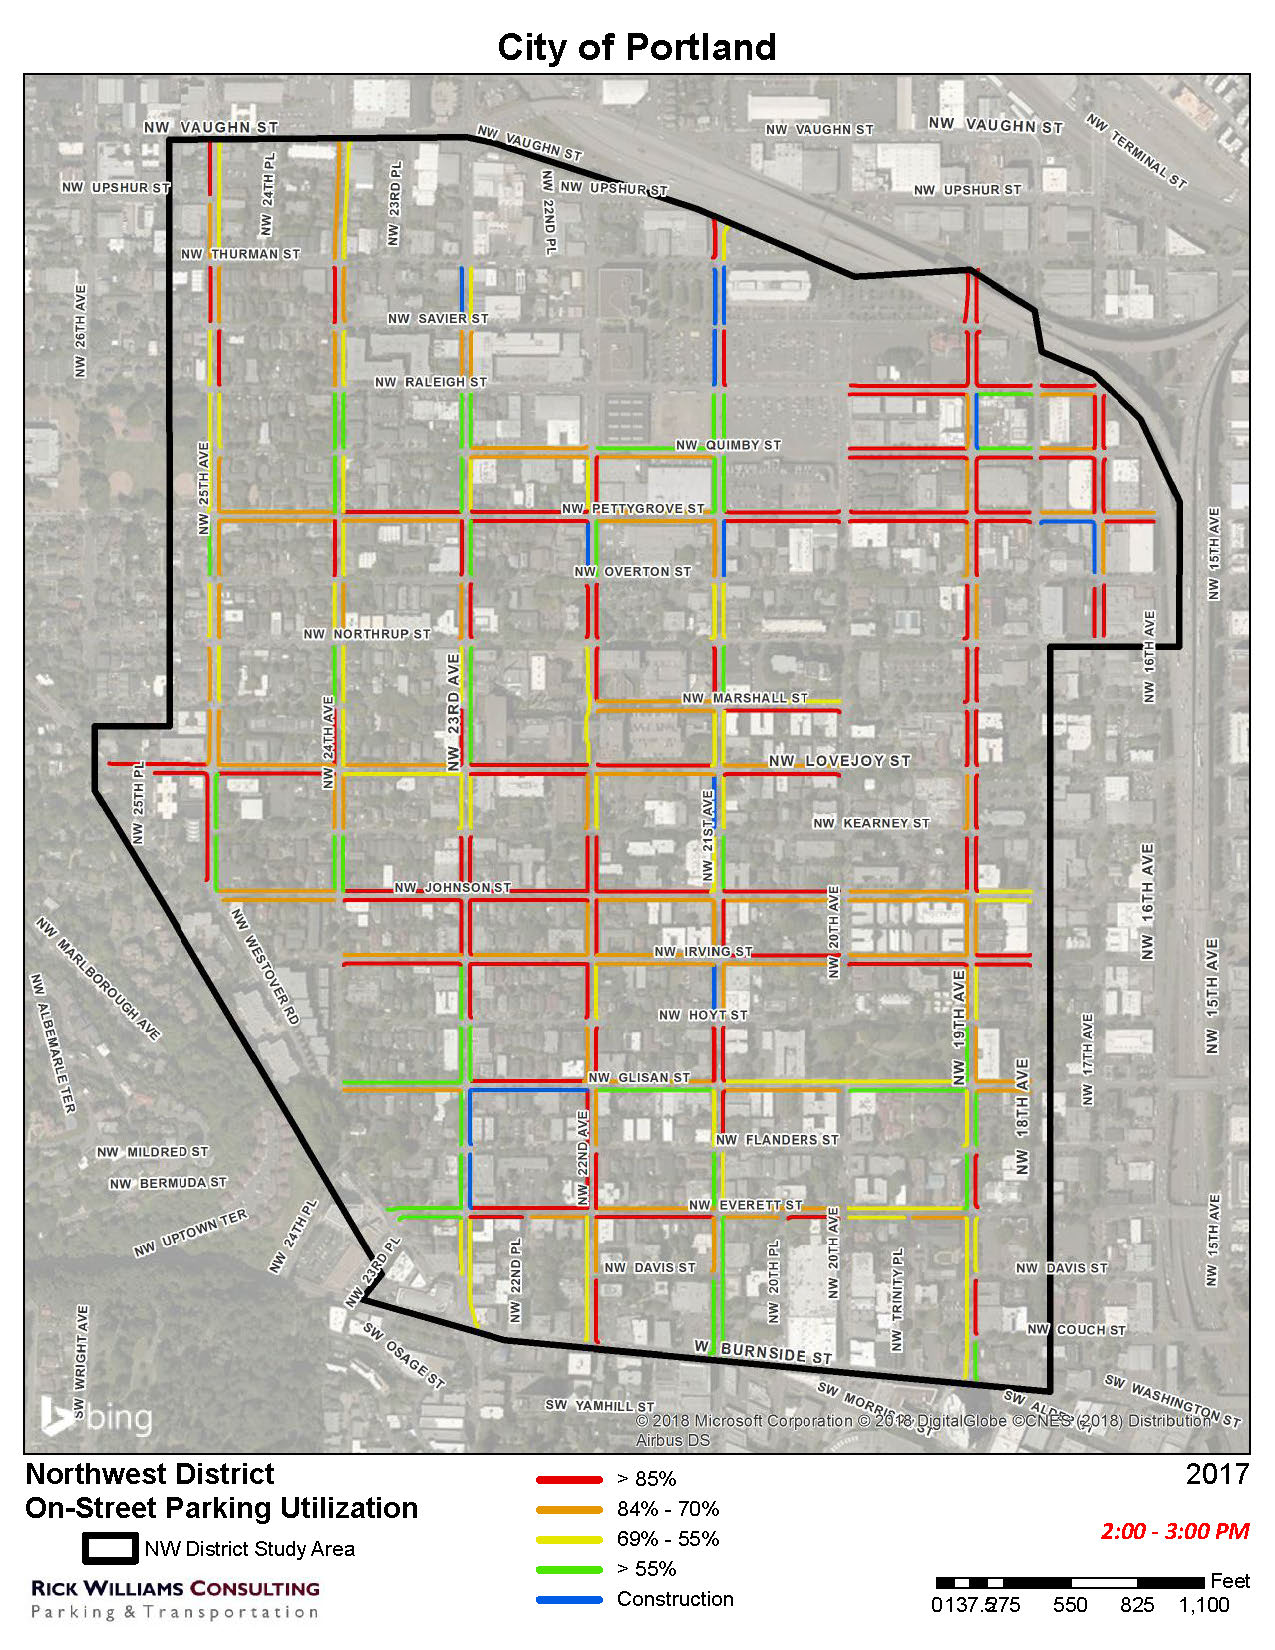 City of Portland
NW VAUGHN ST
NW VAUGHN ST
NW VAUGHN ST
NW VAUGHN ST
NW TERMINAL ST
NW UPSHUR ST
NW 24TH PL
NW 23RD PL
NW 22ND PL
NW UPSHUR ST
NW UPSHUR ST
NW THURMAN ST
NW 26TH AVE
NW SAVIER ST
NW RALEIGH ST
NW 25TH AVE
NW QUIMBY ST
NW PETTYGROVE ST
NW 15TH AVE
NW OVERTON ST
NW NORTHRUP ST
NW 16TH AVE
NW 24TH AVE
NW 23RD AVE
NW MARSHALL ST
NW LOVEJOY ST
NW 25TH PL
NW 21ST AVE
NW KEARNEY ST
NW 16TH AVE
NW JOHNSON ST
NW 20TH AVE
NW MARLBOROUGH AVE
NW WESTOVER RD
NW IRVING ST
NW ALBEMARLE TER
NW 19TH AVE
NW 15TH AVE
NW HOYT ST
NW 17TH AVE
NW GLISAN ST
NW 18TH AVE
NW 22ND AVE
NW FLANDERS ST
NW MILDRED ST
NW BERMUDA ST
NW UPTOWN TER
NW 24TH PL
NW EVERETT ST
NW 15TH AVE
NW 23RD PL
NW 22ND PL
NW DAVIS ST
NW 20TH PL
NW 20TH AVE
NW TRINITY PL
NW DAVIS ST
SW WRIGHT AVE
SW OSAGE ST
NW COUCH ST
W BURNSIDE ST
SW YAMHILL ST
SW MORRIS ST
SW ALDER CT
SW WASHINGTON ST
bing
© 2018 Microsoft Corporation © 2018 DigitalGlobe ©CNES (2018) Distribution
Airbus DS
Northwest District
On-Street Parking Utilization
NW District Study Area
RICK WILLIAMS CONSULTING
Parking & Transportation
> 85%
84% - 70%
69% - 55%
> 55%
Construction
2017
2:00 - 3:00 PM
Feet
0 137.5 275 550 825 1,100